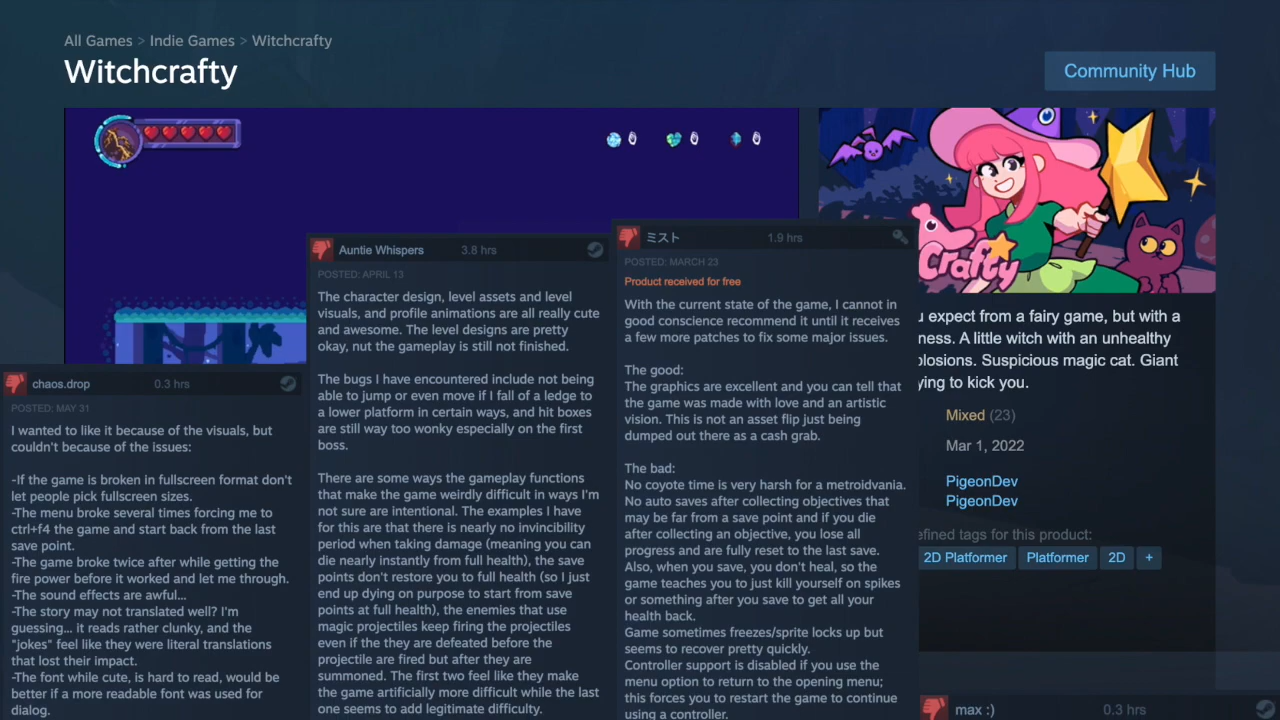 All Games > Indie Games > Witchcrafty
Witchcrafty
Community Hub
Crafty
u expect from a fairy game, but with a
ness. A little witch with an unhealthy
plosions. Suspicious magic cat. Giant
ying to kick you.
Mixed (23)
Mar 1, 2022
PigeonDev
PigeonDev
efined tags for this product:
2D Platformer Platformer 2D +
chaos.drop 0.3 hrs
POSTED: MAY 31
I wanted to like it because of the visuals, but
couldn't because of the issues:
-If the game is broken in fullscreen format don't
let people pick fullscreen sizes.
-The menu broke several times forcing me to
ctrl+f4 the game and start back from the last
save point.
-The game broke twice after while getting the
fire power before it worked and let me through.
-The sound effects are awful...
-The story may not translated well? I'm
guessing... it reads rather clunky, and the
"jokes" feel like they were literal translations
that lost their impact.
-The font while cute, is hard to read, would be
better if a more readable font was used for
dialog.
Auntie Whispers 3.8 hrs
POSTED: APRIL 13
The character design, level assets and level
visuals, and profile animations are all really cute
and awesome. The level designs are pretty
okay, nut the gameplay is still not finished.
The bugs I have encountered include not being
able to jump or even move if I fall of a ledge to
a lower platform in certain ways, and hit boxes
are still way too wonky especially on the first
boss.
There are some ways the gameplay functions
that make the game weirdly difficult in ways I'm
not sure are intentional. The examples I have
for this are that there is nearly no invincibility
period when taking damage (meaning you can
die nearly instantly from full health), the save
points don't restore you to full health (so I just
end up dying on purpose to start from save
points at full health), the enemies that use
magic projectiles keep firing the projectiles
even if the they are defeated before the
projectile are fired but after they are
summoned. The first two feel like they make
the game artificially more difficult while the last
one seems to add legitimate difficulty.
ミスト 1.9 hrs
POSTED: MARCH 23
Product received for free
With the current state of the game, I cannot in
good conscience recommend it until it receives
a few more patches to fix some major issues.
The good:
The graphics are excellent and you can tell that
the game was made with love and an artistic
vision. This is not an asset flip just being
dumped out there as a cash grab.
The bad:
No coyote time is very harsh for a metroidvania.
No auto saves after collecting objectives that
may be far from a save point and if you die
after collecting an objective, you lose all
progress and are fully reset to the last save.
Also, when you save, you don't heal, so the
game teaches you to just kill yourself on spikes
or something after you save to get all your
health back.
Game sometimes freezes/sprite locks up but
seems to recover pretty quickly.
Controller support is disabled if you use the
menu option to return to the opening menu;
this forces you to restart the game to continue
using a controller.
max :) 0.3 hrs